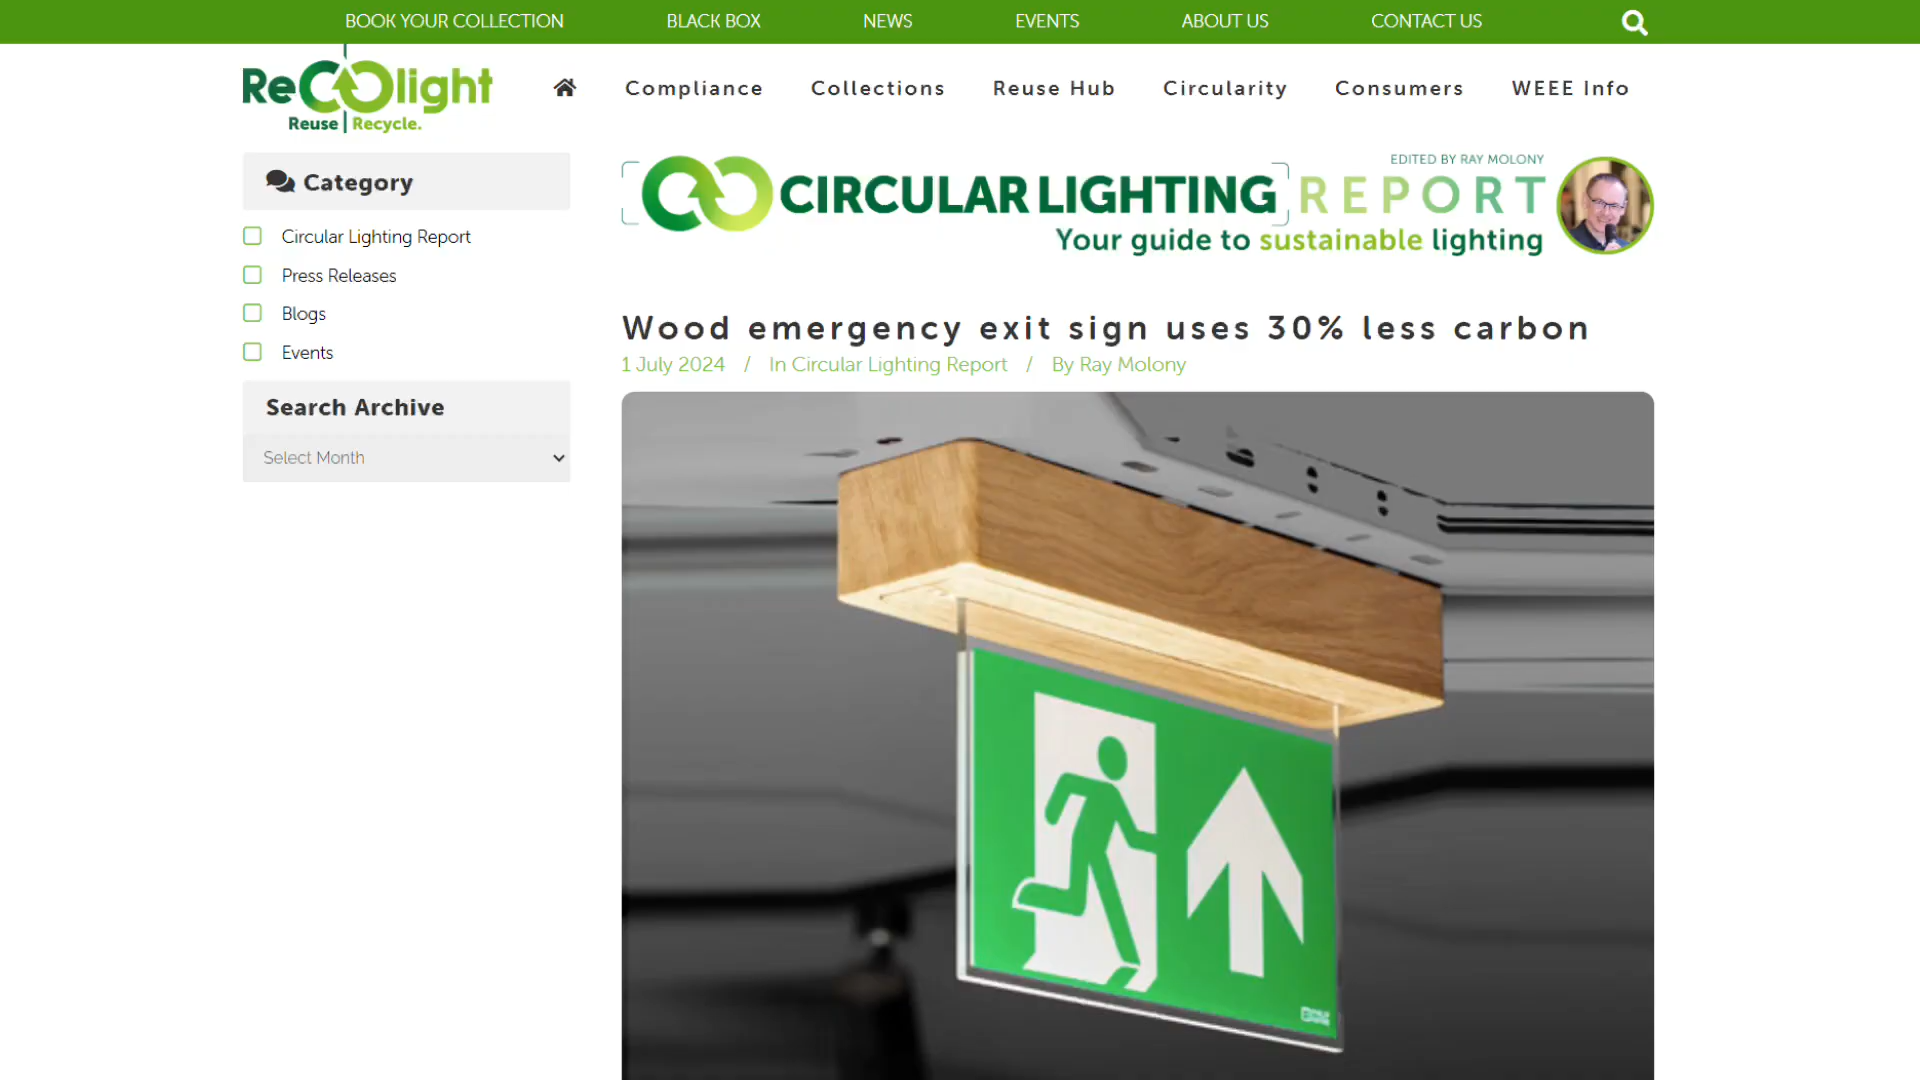 BOOK YOUR COLLECTION BLACK BOX NEWS EVENTS ABOUT US CONTACT US
ReCOlight
Reuse | Recycle.
Compliance Collections Reuse Hub Circularity Consumers WEEE Info
Category
Circular Lighting Report
Press Releases
Blogs
Events
Search Archive
Select Month
EDITED BY RAY MOLONY
CIRCULAR LIGHTING REPORT
Your guide to sustainable lighting
Wood emergency exit sign uses 30% less carbon
1 July 2024 / In Circular Lighting Report / By Ray Molony